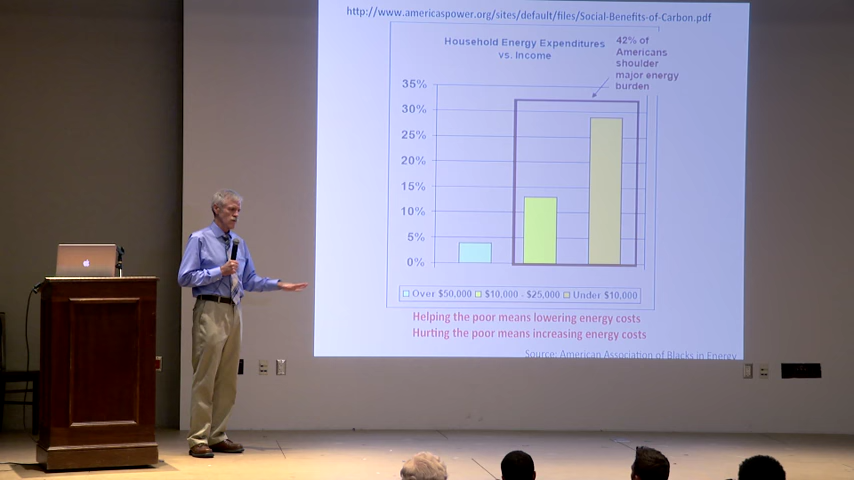 http://www.americaspower.org/sites/default/files/Social-Benefits-of-Carbon.pdf
Household Energy Expenditures
vs. Income
42% of
Americans
shoulder
major energy
burden
35%
30%
25%
20%
15%
10%
5%
0%
Over $50,000 $10,000 - $25,000 Under $10,000
Helping the poor means lowering energy costs
Hurting the poor means increasing energy costs
Source: American Association of Blacks in Energy